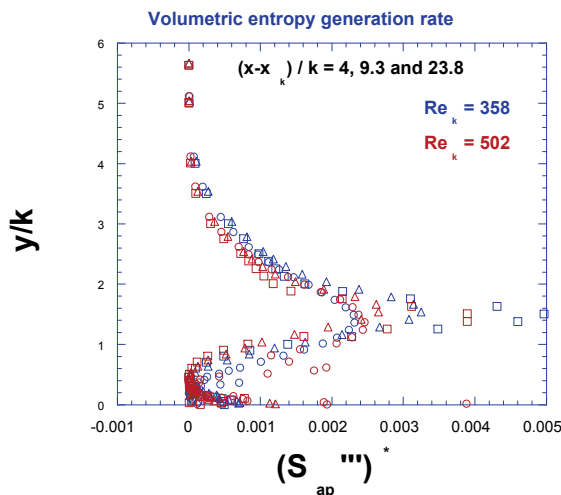 Volumetric entropy generation rate
6
(x-x k) / k = 4, 9.3 and 23.8
5
Re k = 358
Re k = 502
4
y/k
3
2
1
0
-0.001 0 0.001 0.002 0.003 0.004 0.005
(S ap ''') *